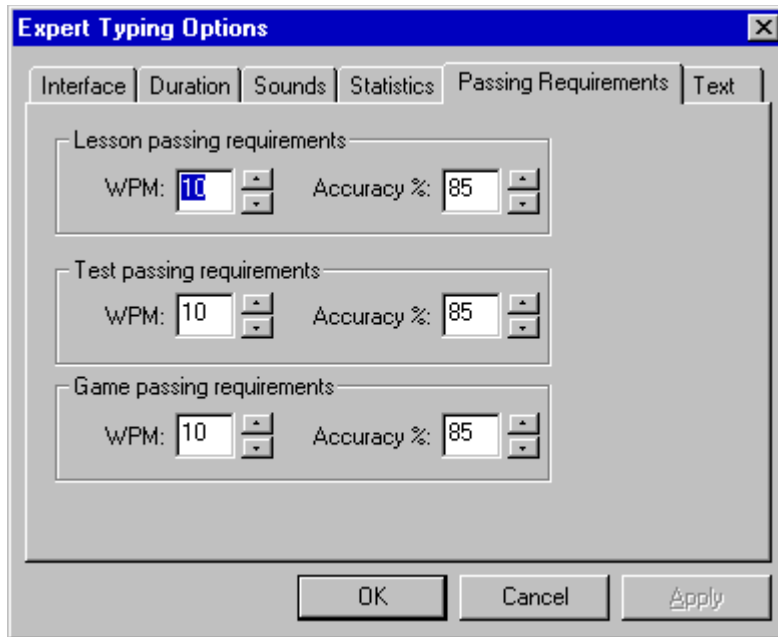 Expert Typing Options
Interface Duration Sounds Statistics Passing Requirements Text
Lesson passing requirements
WPM: 10 Accuracy %: 85
Test passing requirements
WPM: 10 Accuracy %: 85
Game passing requirements
WPM: 10 Accuracy %: 85
OK Cancel Apply